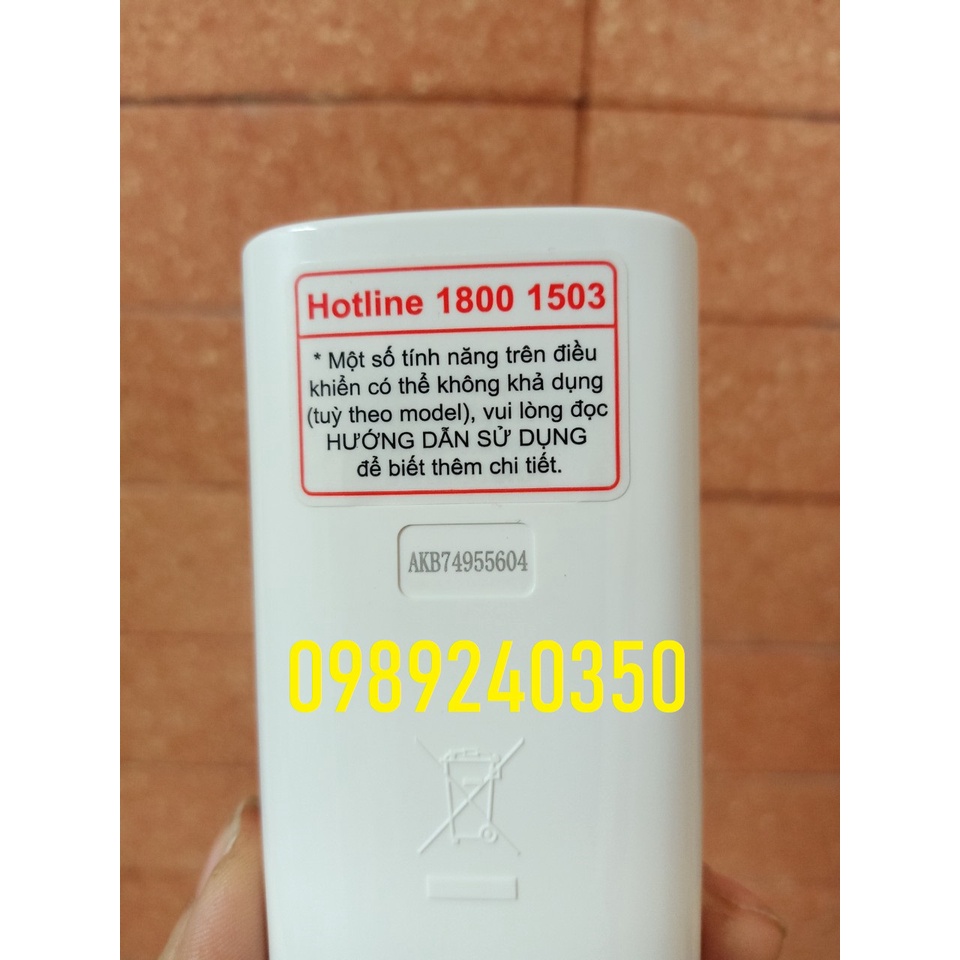 Hotline 1800 1503
* Một số tính năng trên điều
khiển có thể không khả dụng
(tuỳ theo model), vui lòng đọc
HƯỚNG DẪN SỬ DỤNG
để biết thêm chi tiết.
AKB74955604
0989240350